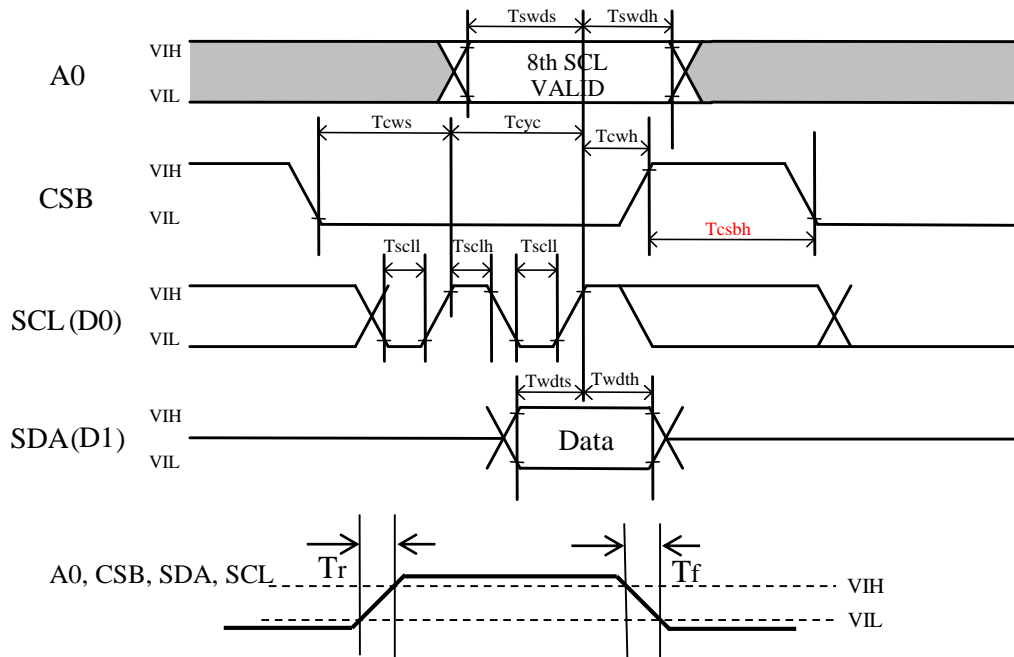 Tswds Tswdh
VIH
A0
8th SCL
VALID
VIL
Tcws Tcyc Tcwh
VIH
CSB
VIL
Tcsbh
Tscll Tsclh Tscll
VIH
SCL (D0)
VIL
Twdts Twdth
VIH
SDA (D1)
Data
VIL
Tr Tf
A0, CSB, SDA, SCL
VIH
VIL